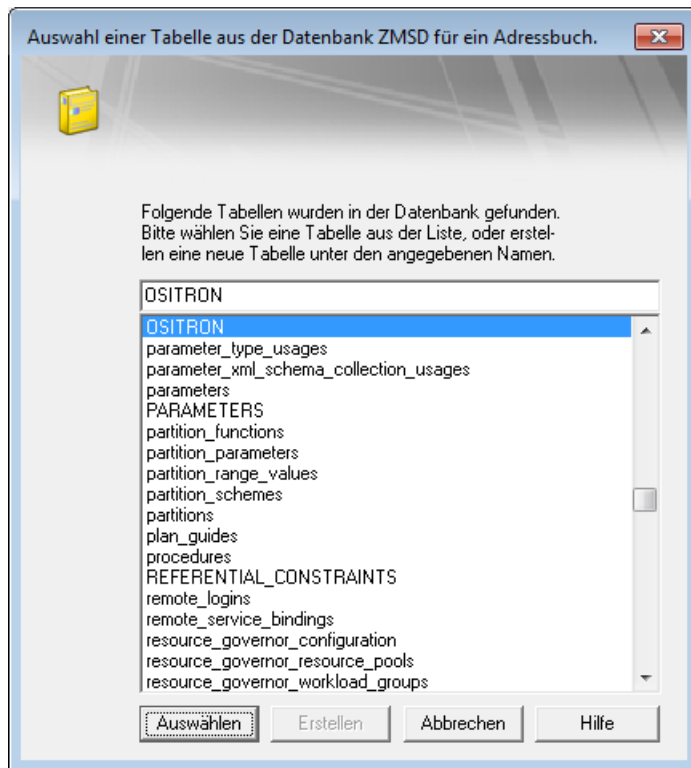 Auswahl einer Tabelle aus der Datenbank ZMSD für ein Adressbuch.
Folgende Tabellen wurden in der Datenbank gefunden.
Bitte wählen Sie eine Tabelle aus der Liste, oder erstel-
len eine neue Tabelle unter den angegebenen Namen.
OSITRON
OSITRON
parameter_type_usages
parameter_xml_schema_collection_usages
parameters
PARAMETERS
partition_functions
partition_parameters
partition_range_values
partition_schemes
partitions
plan_guides
procedures
REFERENTIAL_CONSTRAINTS
remote_logins
remote_service_bindings
resource_governor_configuration
resource_governor_resource_pools
resource_governor_workload_groups
Auswählen Erstellen Abbrechen Hilfe